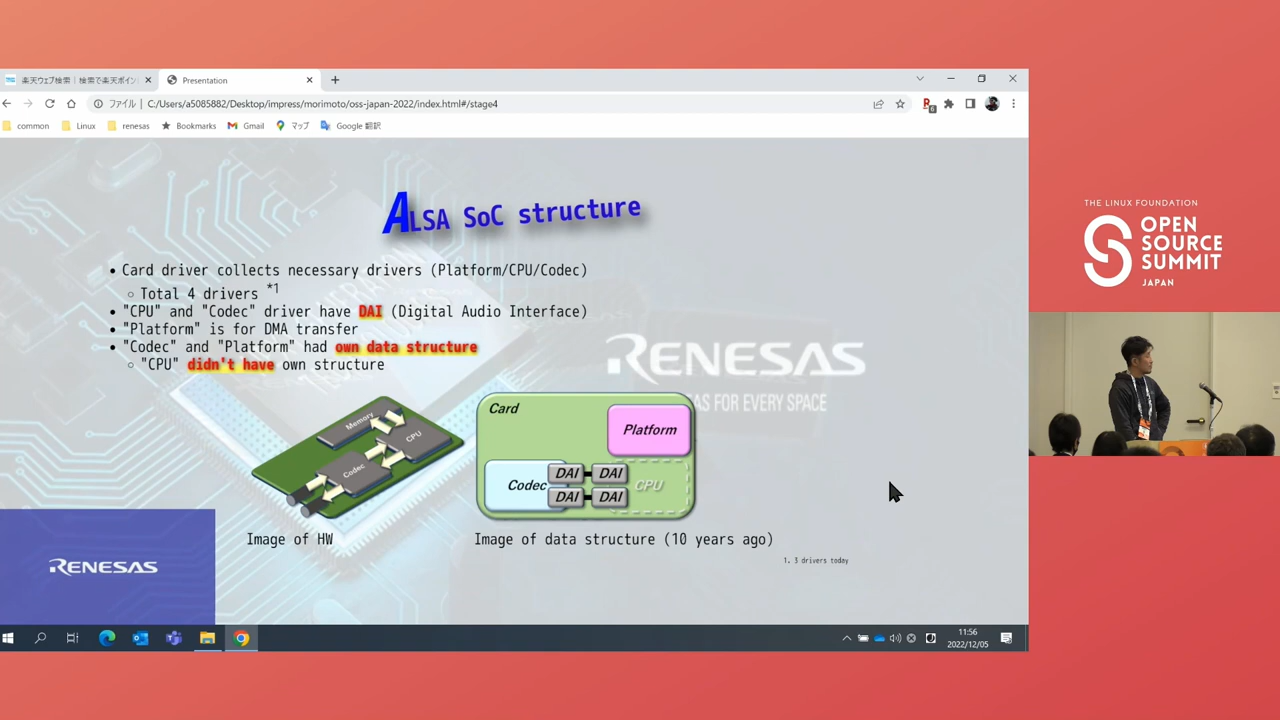 楽天ウェブ検索 | 検索で楽天ポイン
Presentation
ファイル | C:/Users/a5085882/Desktop/impress/morimoto/oss-japan-2022/index.html#/stage4
common Linux renesas Bookmarks Gmail マップ Google 翻訳
ALSA SoC structure
• Card driver collects necessary drivers (Platform/CPU/Codec)
○ Total 4 drivers *1
• "CPU" and "Codec" driver have DAI (Digital Audio Interface)
• "Platform" is for DMA transfer
• "Codec" and "Platform" had own data structure
○ "CPU" didn't have own structure
RENESAS
AS FOR EVERY SPACE
Memory
CPU
Codec
Card
Platform
Codec
DAI DAI
DAI DAI
CPU
Image of HW
Image of data structure (10 years ago)
1. 3 drivers today
RENESAS
11:56
2022/12/05
THE LINUX FOUNDATION
OPEN
SOURCE
SUMMIT
JAPAN